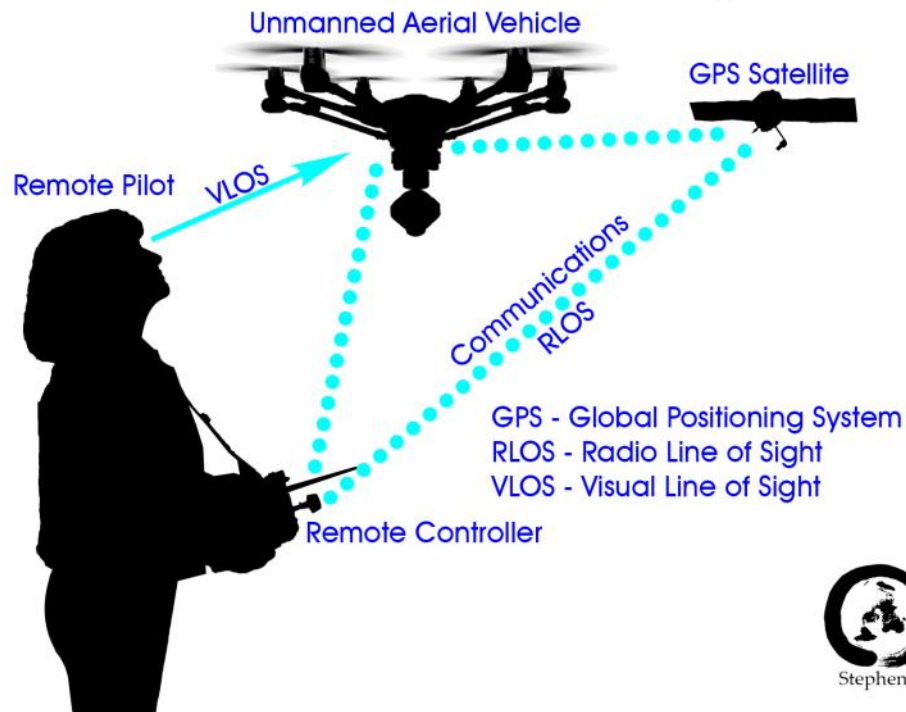 Unmanned Aerial Vehicle
GPS Satellite
Remote Pilot
VLOS
Communications
RLOS
GPS - Global Positioning System
RLOS - Radio Line of Sight
VLOS - Visual Line of Sight
Remote Controller
Stephen